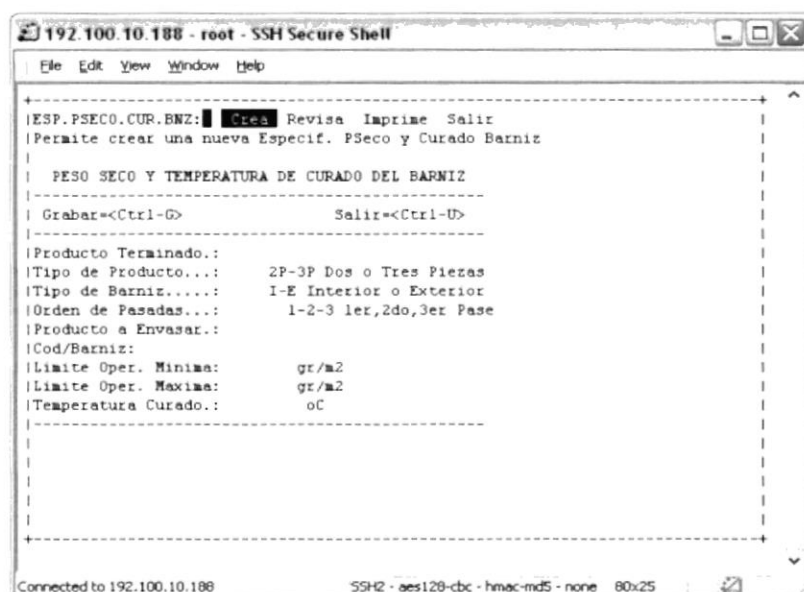 192.100.10.188 - root - SSH Secure Shell
File Edit View Window Help
+------------------------------------------------------------------------------+
|ESP.PSECO.CUR.BNZ: Crea Revisa Imprime Salir |
|Permite crear una nueva Especif. PSeco y Curado Barniz |
| PESO SECO Y TEMPERATURA DE CURADO DEL BARNIZ |
|------------------------------------------------
| Grabar=<Ctrl-G> Salir=<Ctrl-U> |
|------------------------------------------------
|Producto Terminado.: |
|Tipo de Producto...: 2P-3P Dos o Tres Piezas |
|Tipo de Barniz.....: I-E Interior o Exterior |
|Orden de Pasadas...: 1-2-3 1er,2do,3er Pase |
|Producto a Envasar.: |
|Cod/Barniz: |
|Limite Oper. Minima: gr/m2 |
|Limite Oper. Maxima: gr/m2 |
|Temperatura Curado.: oC |
|------------------------------------------------
+------------------------------------------------------------------------------+
Connected to 192.100.10.188 SSH2 - aes128-cbc - hmac-md5 - none 80x25